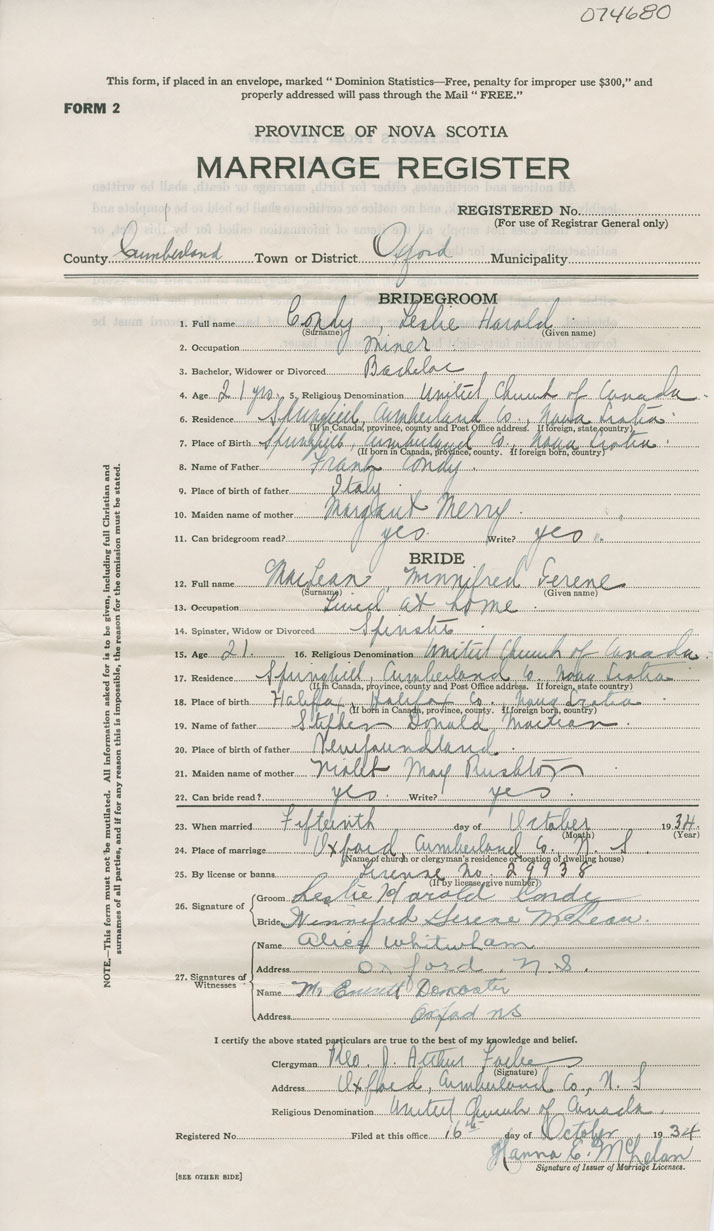 074680
This form, if placed in an envelope, marked " Dominion Statistics—Free, penalty for improper use $300," and
properly addressed will pass through the Mail " FREE."
FORM 2
PROVINCE OF NOVA SCOTIA
MARRIAGE REGISTER
REGISTERED No.
(For use of Registrar General only)
County Cumberland Town or District Oxford Municipality
BRIDEGROOM
1. Full name Condy, Leslie Harold
(Surname) (Given name)
2. Occupation Miner
3. Bachelor, Widower or Divorced Bachelor
4. Age 21 yrs. 5. Religious Denomination United Church of Canada
6. Residence Springhill, Cumberland Co., Nova Scotia
(If in Canada, province, county and Post Office address. If foreign, state country)
7. Place of Birth Springhill, Cumberland Co., Nova Scotia
(If born in Canada, province, county. If foreign born, country)
8. Name of Father Frank Condy
9. Place of birth of father Italy
10. Maiden name of mother Margaret Merry
11. Can bridegroom read? yes Write? yes
BRIDE
12. Full name MacLean, Winnifred Serene
(Surname) (Given name)
13. Occupation Lived at home
14. Spinster, Widow or Divorced Spinster
15. Age 21. 16. Religious Denomination United Church of Canada
17. Residence Springhill, Cumberland Co. Nova Scotia
(If in Canada, province, county and Post Office address. If foreign, state country)
18. Place of birth Halifax, Halifax Co., Nova Scotia
(If born in Canada, province, county. If foreign born, country)
19. Name of father Stephen Donald MacLean
20. Place of birth of father Newfoundland
21. Maiden name of mother Violet May Rushton
22. Can bride read? yes Write? yes
23. When married Fifteenth day of October 1934.
(Month) (Year)
24. Place of marriage Oxford Cumberland Co. N. S.
(Name of church or clergyman's residence or location of dwelling house)
25. By license or banns License No. 29938
(If by license, give number)
26. Signature of Groom Leslie Harold Condy
Bride Winnefred Serene McLean.
27. Signatures of Witnesses
Name Alice Whitwham
Address Oxford. N.S.
Name Mr Emmett Doncaster
Address Oxford NS
I certify the above stated particulars are true to the best of my knowledge and belief.
Clergyman J. Arthur
(Signature)
Address Oxford, Cumberland Co., N. S
Religious Denomination United Church of Canada.
Registered No. Filed at this office 16th day of October 1934
Hanna E.
Signature of Issuer of Marriage Licenses.
[SEE OTHER SIDE]
NOTE.—This form must not be mutilated. All information asked for is to be given, including full Christian and
surnames of all parties, and if for any reason this is impossible, the reason for the omission must be stated.